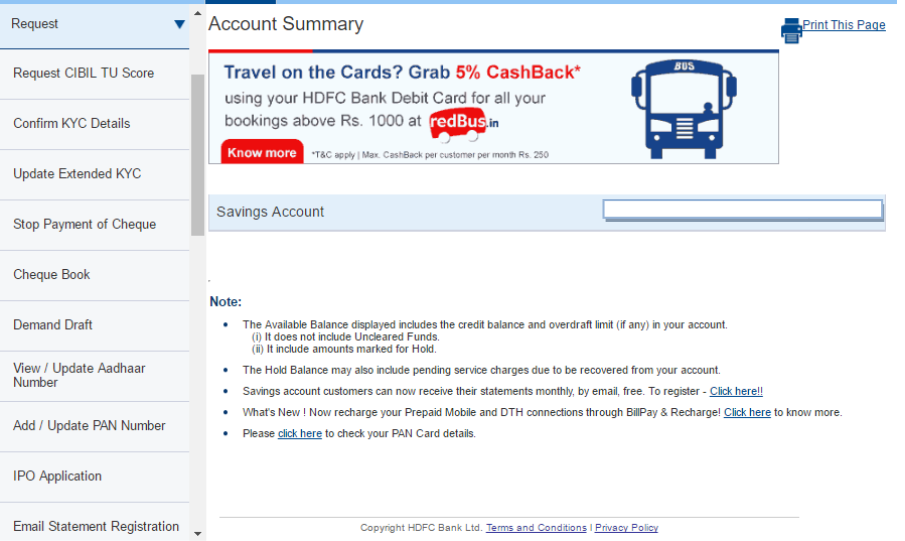 Request
Request CIBIL TU Score
Confirm KYC Details
Update Extended KYC
Stop Payment of Cheque
Cheque Book
Demand Draft
View / Update Aadhaar
Number
Add / Update PAN Number
IPO Application
Email Statement Registration
Account Summary
Print This Page
Travel on the Cards? Grab 5% CashBack*
using your HDFC Bank Debit Card for all your
bookings above Rs. 1000 at redBus.in
Know more *T&C apply | Max. CashBack per customer per month Rs. 250
BUS
Savings Account
Note:
The Available Balance displayed includes the credit balance and overdraft limit (if any) in your account.
(i) It does not include Uncleared Funds.
(ii) It include amounts marked for Hold.
The Hold Balance may also include pending service charges due to be recovered from your account.
Savings account customers can now receive their statements monthly, by email, free. To register - Click here!!
What's New ! Now recharge your Prepaid Mobile and DTH connections through BillPay & Recharge! Click here to know more.
Please click here to check your PAN Card details.
Copyright HDFC Bank Ltd. Terms and Conditions | Privacy Policy